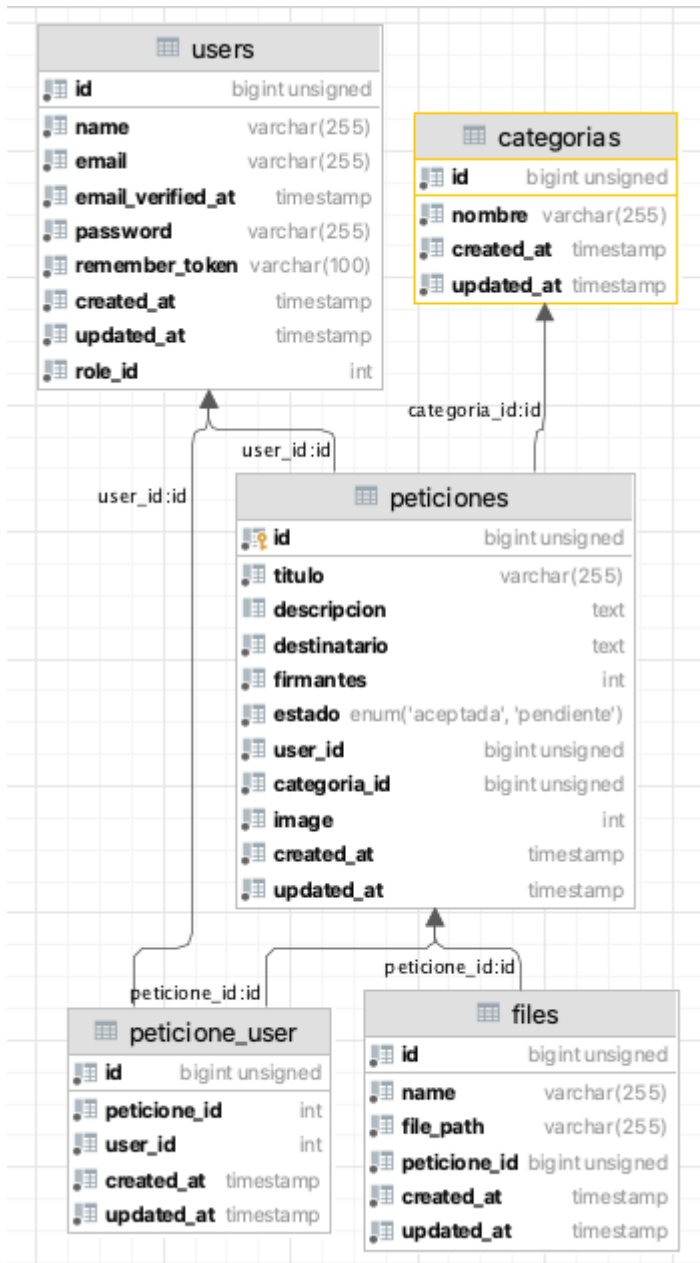 users
id bigint unsigned
name varchar(255)
email varchar(255)
email_verified_at timestamp
password varchar(255)
remember_token varchar(100)
created_at timestamp
updated_at timestamp
role_id int
categorias
id bigint unsigned
nombre varchar(255)
created_at timestamp
updated_at timestamp
categoria_id:id
user_id:id
user_id:id
peticiones
id bigint unsigned
titulo varchar(255)
descripcion text
destinatario text
firmantes int
estado enum('aceptada', 'pendiente')
user_id bigint unsigned
categoria_id bigint unsigned
image int
created_at timestamp
updated_at timestamp
peticione_id:id
peticione_id:id
peticione_user
id bigint unsigned
peticione_id int
user_id int
created_at timestamp
updated_at timestamp
files
id bigint unsigned
name varchar(255)
file_path varchar(255)
peticione_id bigint unsigned
created_at timestamp
updated_at timestamp